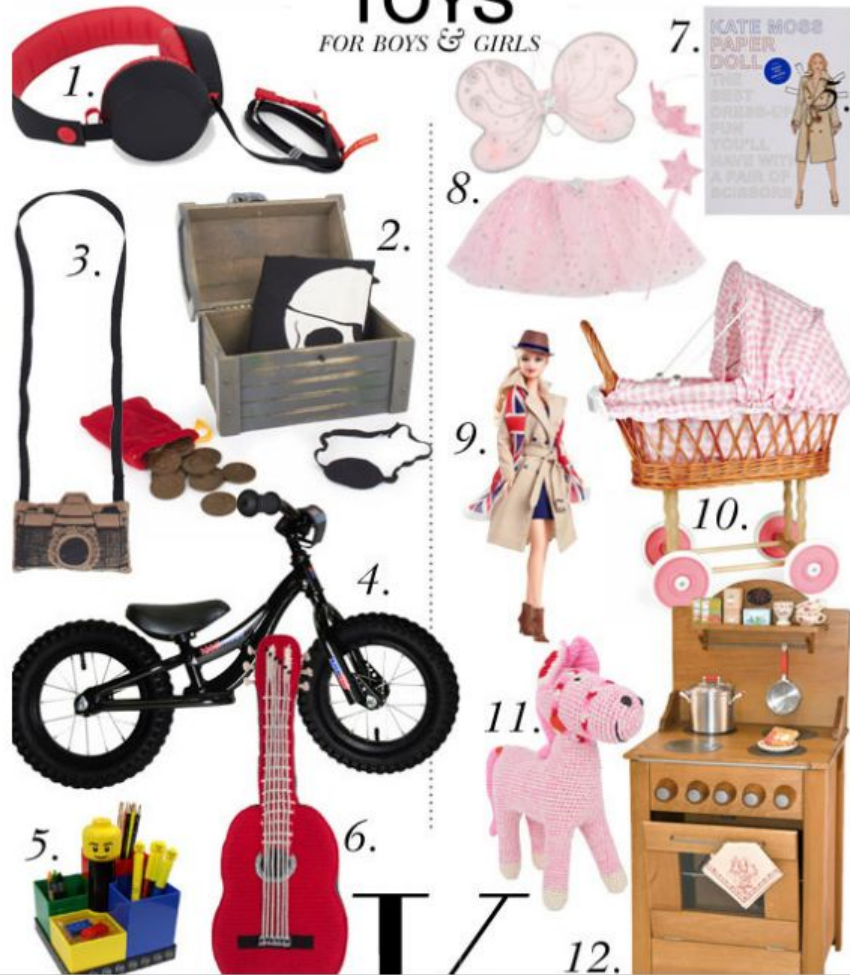 TOYS
FOR BOYS & GIRLS
1.
2.
3.
4.
5.
6.
7.
KATE MOSS
PAPER
DOLL
THE
BEST
DRESS-UP
FUN
YOU'LL
HAVE WITH
A PAIR OF
SCISSORS
5.
8.
9.
10.
11.
12.
V